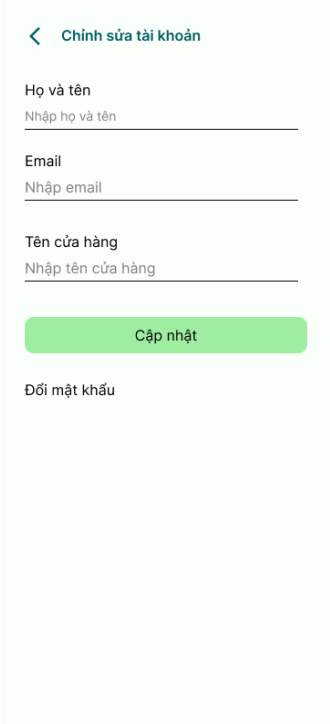 Chỉnh sửa tài khoản
Họ và tên
Nhập họ và tên
Email
Nhập email
Tên cửa hàng
Nhập tên cửa hàng
Cập nhật
Đổi mật khẩu